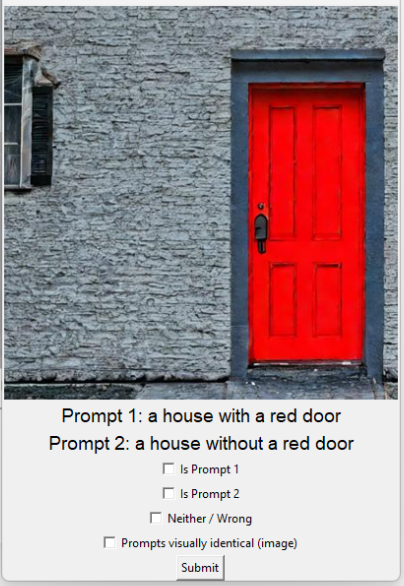 Prompt 1: a house with a red door
Prompt 2: a house without a red door
Is Prompt 1
Is Prompt 2
Neither / Wrong
Prompts visually identical (image)
Submit